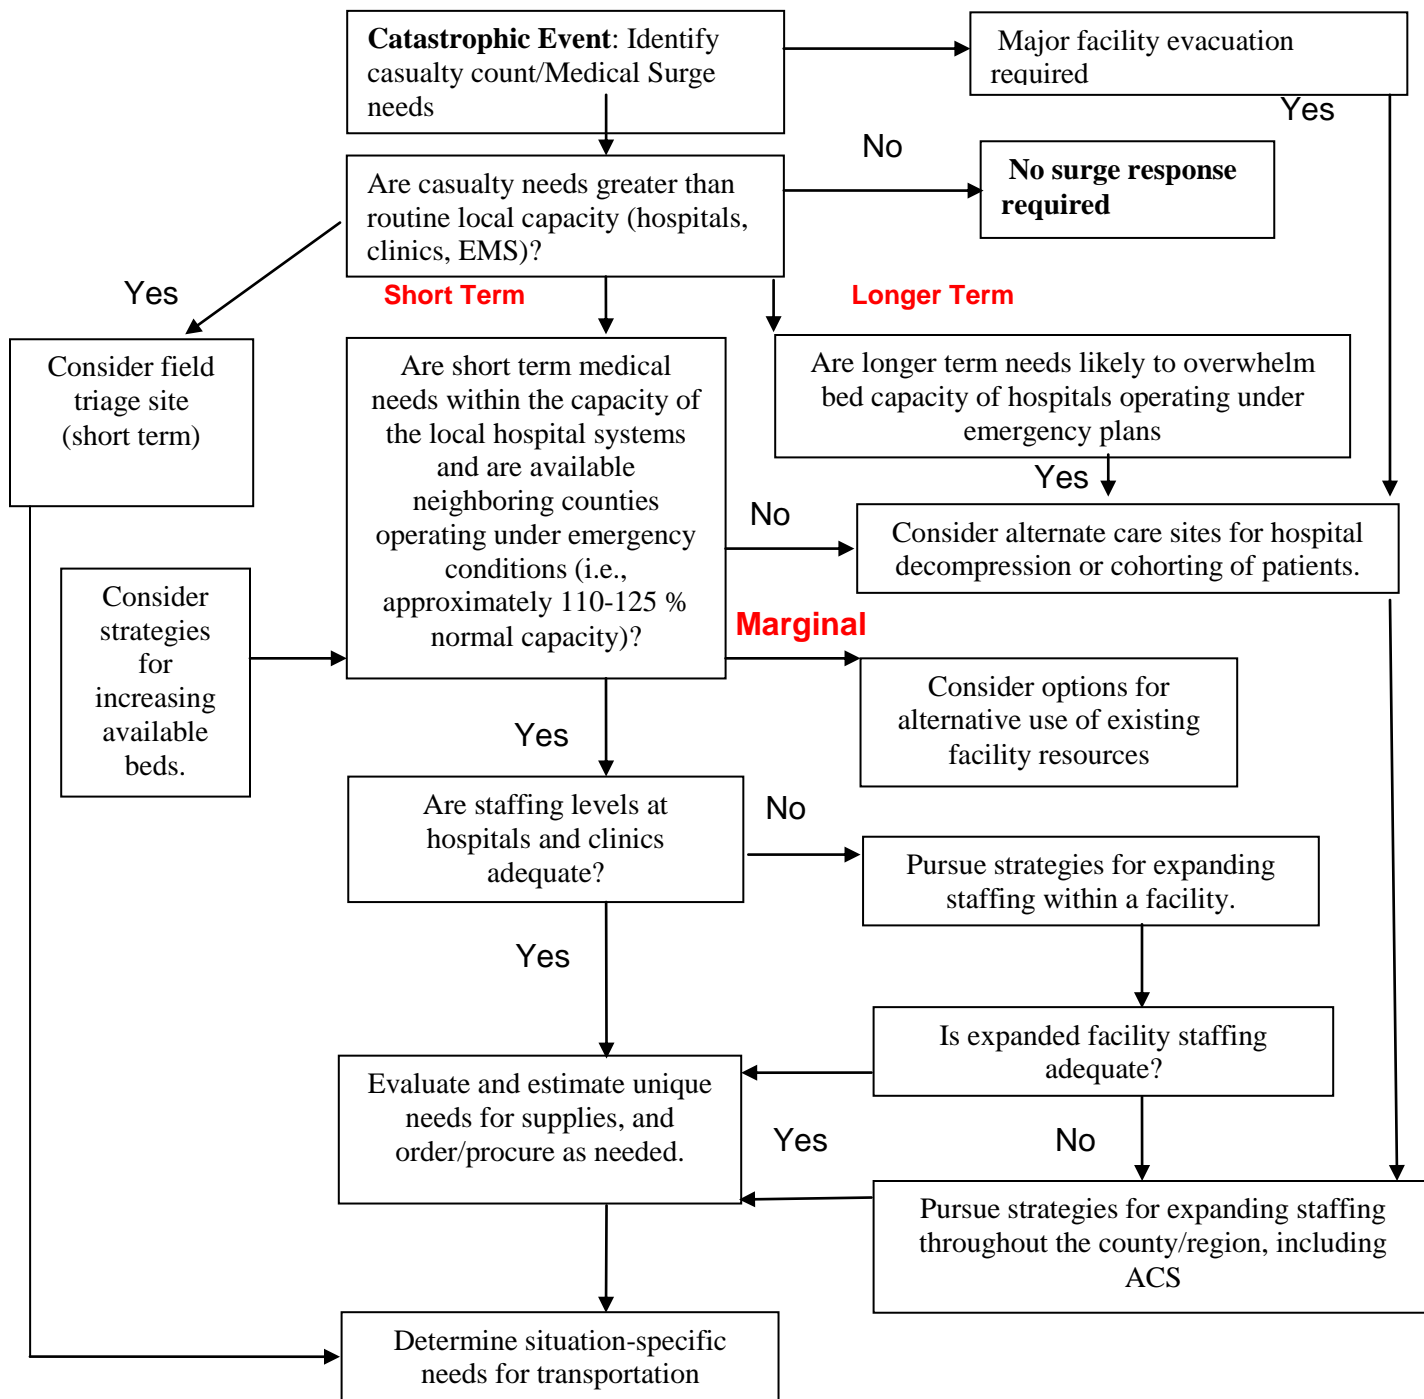 Catastrophic Event: Identify
casualty count/Medical Surge
needs
Major facility evacuation
required
Yes
No
Are casualty needs greater than
routine local capacity (hospitals,
clinics, EMS)?
No surge response
required
Yes
Short Term
Longer Term
Consider field
triage site
(short term)
Are short term medical
needs within the capacity of
the local hospital systems
and are available
neighboring counties
operating under emergency
conditions (i.e.,
approximately 110-125 %
normal capacity)?
Are longer term needs likely to overwhelm
bed capacity of hospitals operating under
emergency plans
Yes
No
Consider alternate care sites for hospital
decompression or cohorting of patients.
Consider
strategies
for
increasing
available
beds.
Marginal
Consider options for
alternative use of existing
facility resources
Yes
Are staffing levels at
hospitals and clinics
adequate?
No
Pursue strategies for expanding
staffing within a facility.
Yes
Is expanded facility staffing
adequate?
Evaluate and estimate unique
needs for supplies, and
order/procure as needed.
Yes
No
Pursue strategies for expanding staffing
throughout the county/region, including
ACS
Determine situation-specific
needs for transportation